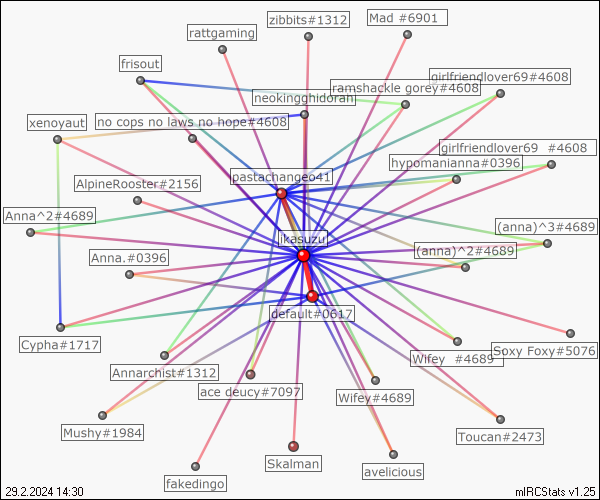 zibbits#1312
Mad #6901
rattgaming
frisout
girlfriendlover69#4608
ramshackle gorey#4608
neokingghidorah
xenoyaut
no cops no laws no hope#4608
girlfriendlover69 #4608
hypomanianna#0396
pastachangeo41
AlpineRooster#2156
Anna^2#4689
(anna)^3#4689
ikasuzu
(anna)^2#4689
Anna.#0396
default#0617
Cypha#1717
Soxy Foxy#5076
Wifey #4689
Annarchist#1312
ace deucy#7097
Wifey#4689
Mushy#1984
Toucan#2473
Skalman
avelicious
fakedingo
29.2.2024 14:30
mIRCStats v1.25